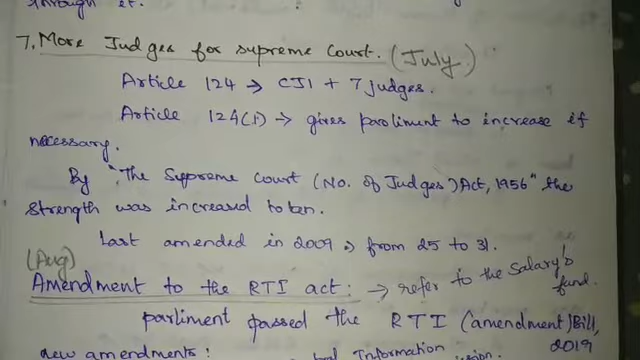 through it.
7. More Judges for supreme court. (July)
Article 124 → CJI + 7 judges.
Article 124(1) → gives parliment to increase if
necessary.
By "The Supreme Court (No. of Judges) Act, 1956" the
strength was increased to ten.
Last amended in 2009 → from 25 to 31.
(Aug)
Amendment to the RTI act: → refer to the salary's
fund.
parliment passed the RTI (amendment) Bill,
2019
new amendments: Information